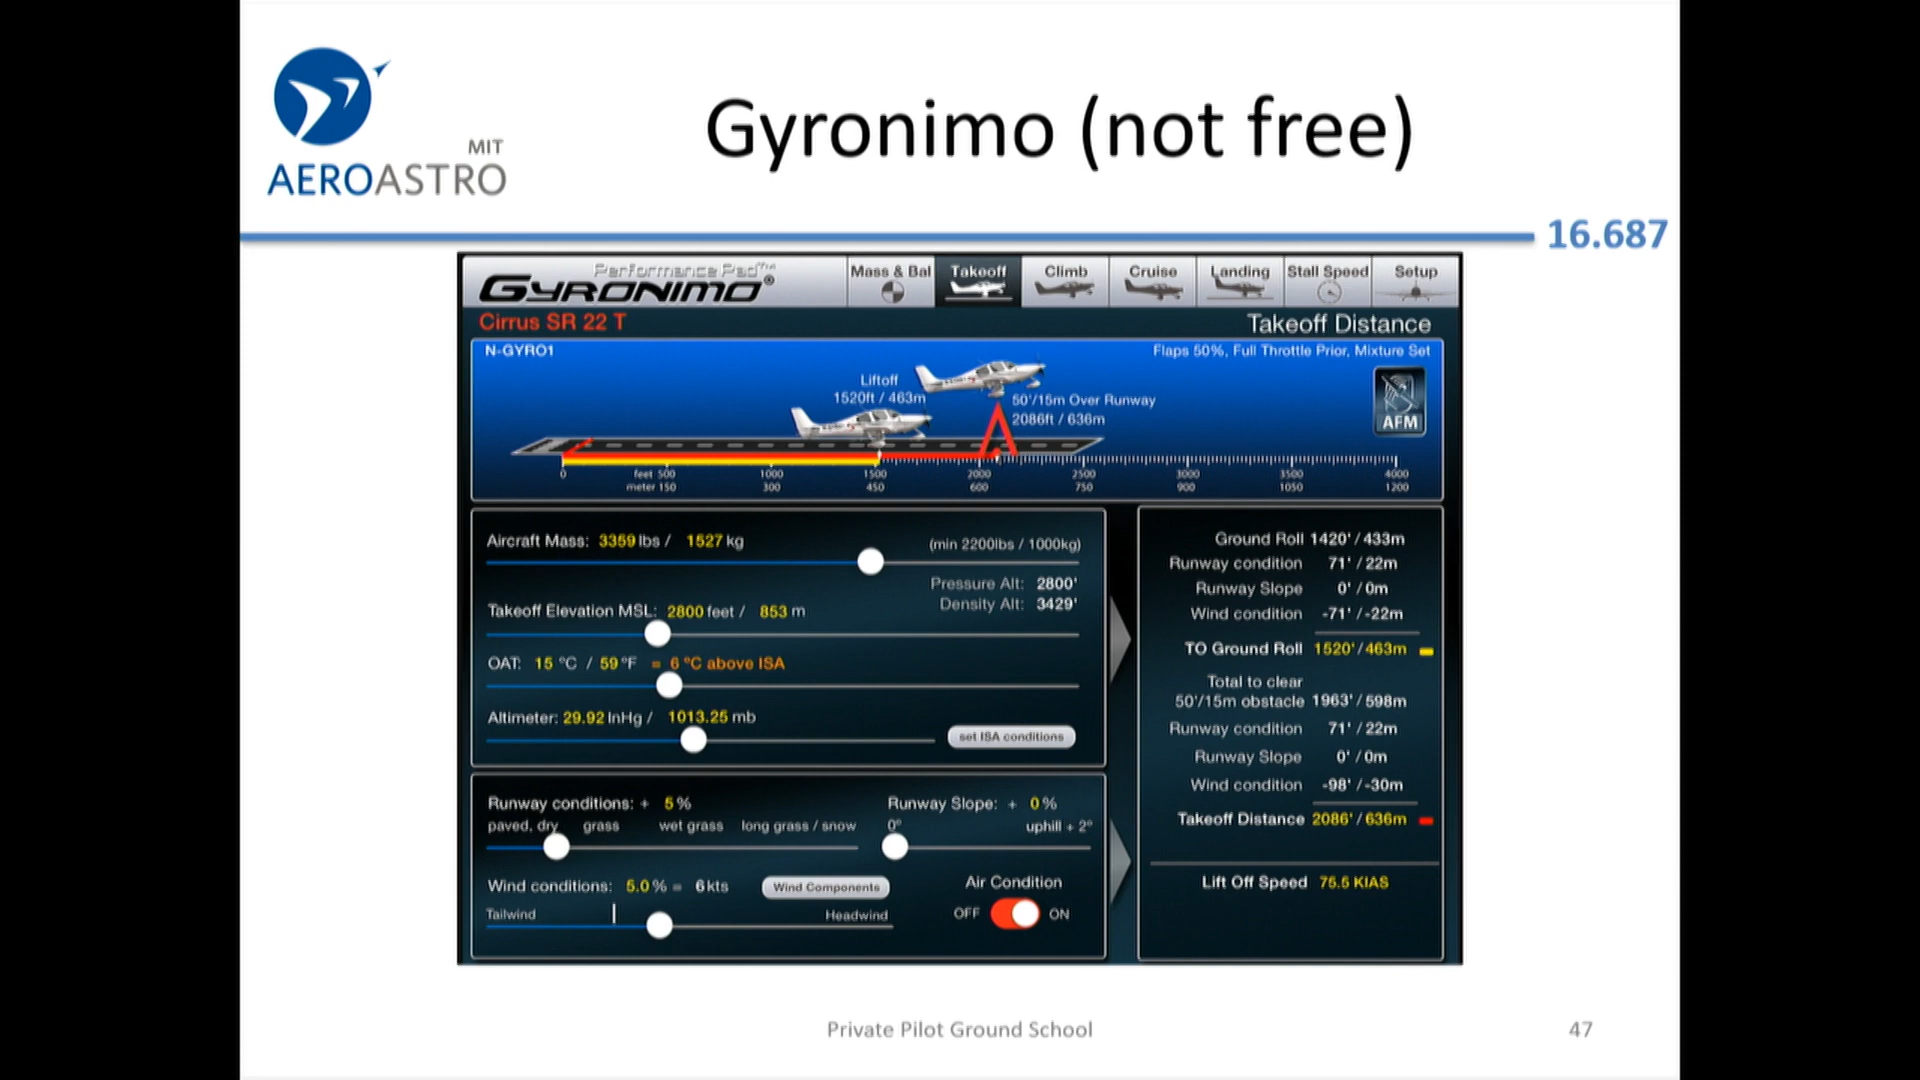 MIT
AEROASTRO
Gyronimo (not free)
16.687
Performance Pad™
GYRONIMO®
Mass & Bal
Takeoff
Climb
Cruise
Landing
Stall Speed
Setup
Cirrus SR 22 T
Takeoff Distance
N-GYRO1
Flaps 50%, Full Throttle Prior, Mixture Set
Liftoff
1520ft / 463m
50'/15m Over Runway
2086ft / 636m
AFM
0 feet 500 1000 1500 2000 2500 3000 3500 4000
meter 150 300 450 600 750 900 1050 1200
Aircraft Mass: 3359 lbs / 1527 kg
(min 2200lbs / 1000kg)
Pressure Alt: 2800'
Density Alt: 3429'
Takeoff Elevation MSL: 2800 feet / 853 m
OAT: 15 °C / 59 °F = 6 °C above ISA
Altimeter: 29.92 InHg / 1013.25 mb
set ISA conditions
Runway conditions: + 5 %
paved, dry grass wet grass long grass / snow
Runway Slope: + 0 %
0° uphill + 2°
Wind conditions: 5.0 % = 6 kts
Wind Components
Tailwind Headwind
Air Condition
OFF ON
Ground Roll 1420' / 433m
Runway condition 71' / 22m
Runway Slope 0' / 0m
Wind condition -71' / -22m
TO Ground Roll 1520' / 463m
Total to clear
50'/15m obstacle 1963' / 598m
Runway condition 71' / 22m
Runway Slope 0' / 0m
Wind condition -98' / -30m
Takeoff Distance 2086' / 636m
Lift Off Speed 75.5 KIAS
Private Pilot Ground School
47